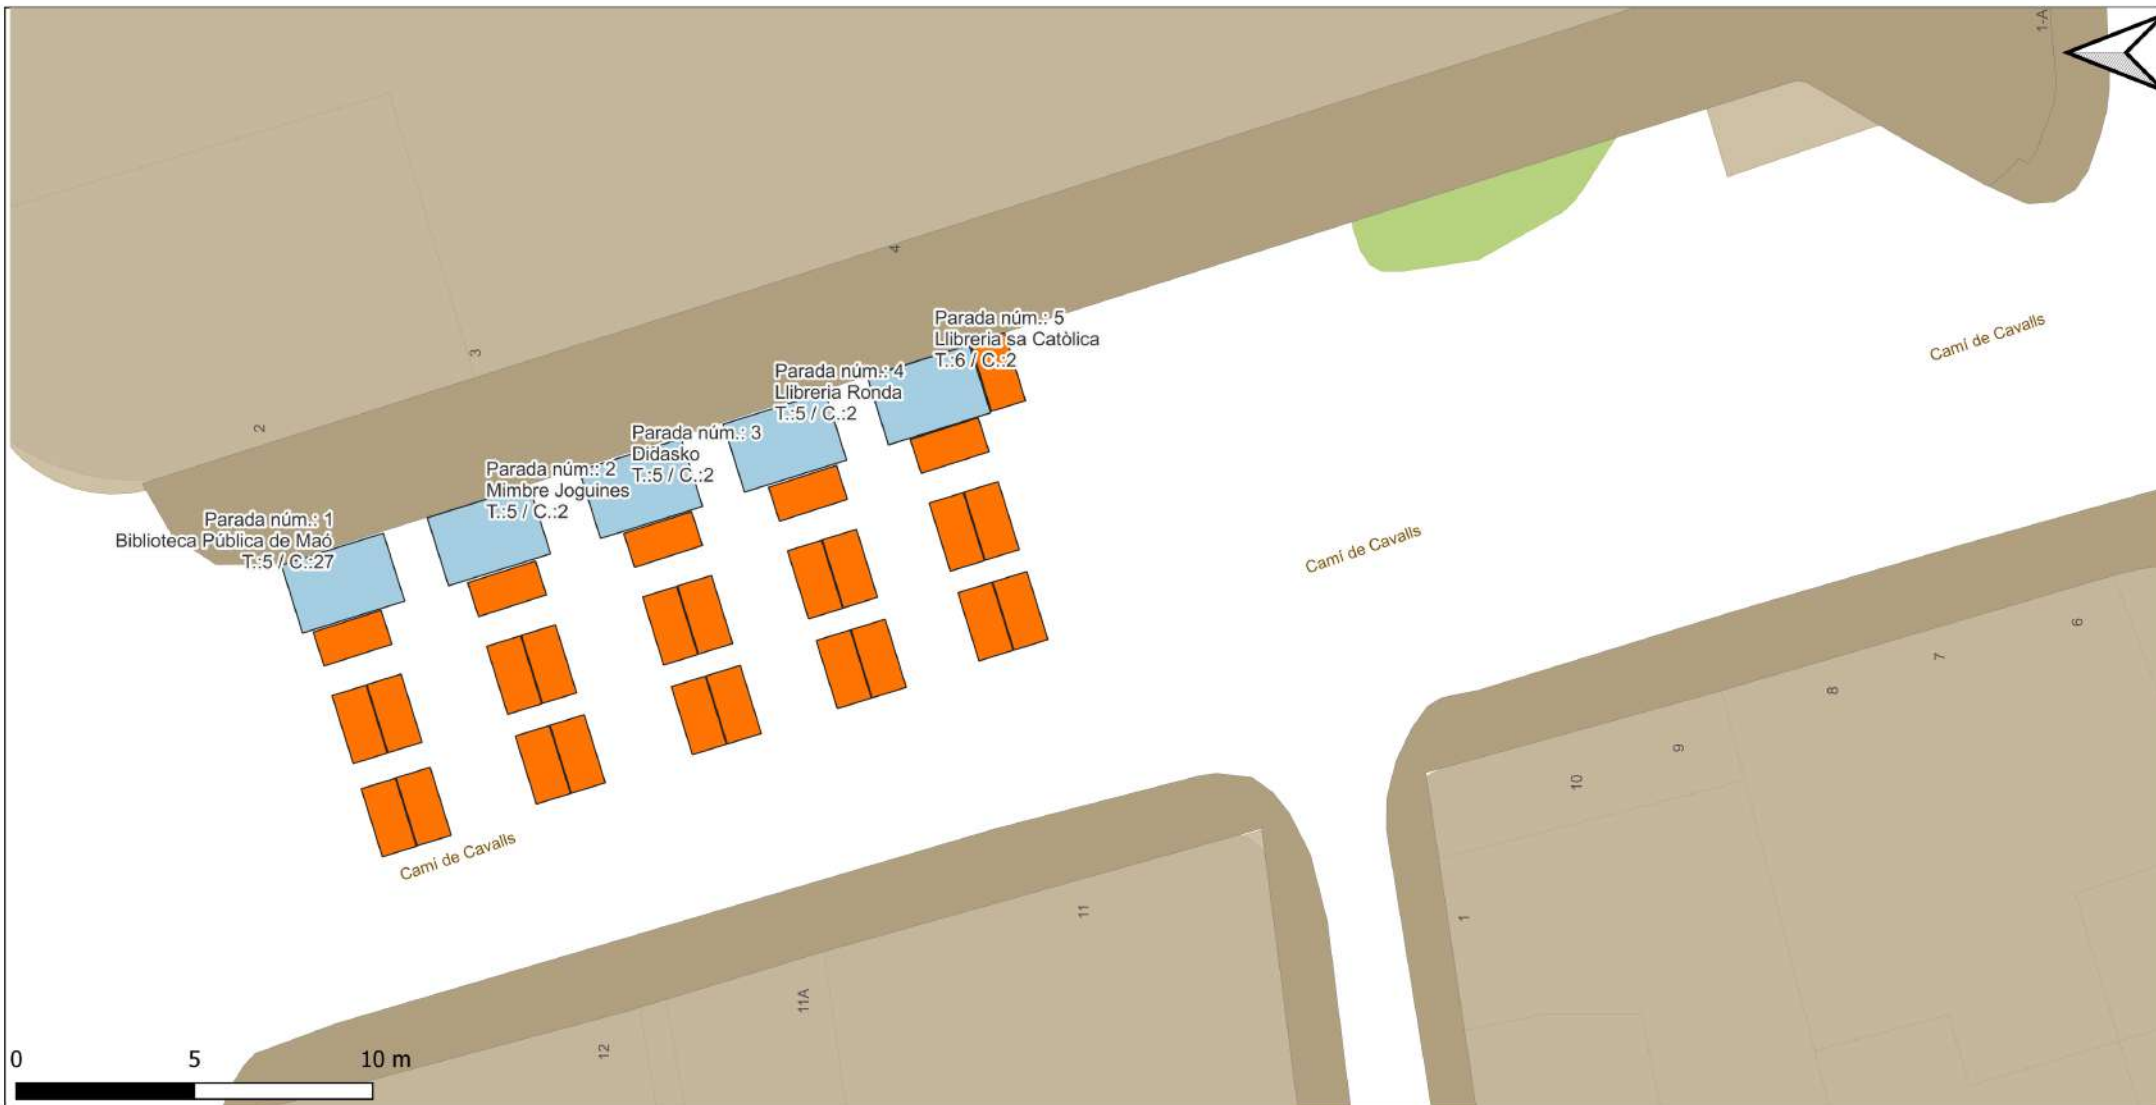 1-A
4
Parada núm.: 5
Llibreria sa Catòlica
T.:6 / C.:2
Camí de Cavalls
3
Parada núm.: 4
Llibreria Ronda
T.:5 / C.:2
2
Parada núm.: 3
Didasko
T.:5 / C.:2
Parada núm.: 2
Mimbre Joguines
T.:5 / C.:2
Parada núm.: 1
Biblioteca Pública de Maó
T.:5 / C.:27
Camí de Cavalls
6
7
8
9
10
Camí de Cavalls
11
1
11A
12
0 5 10 m